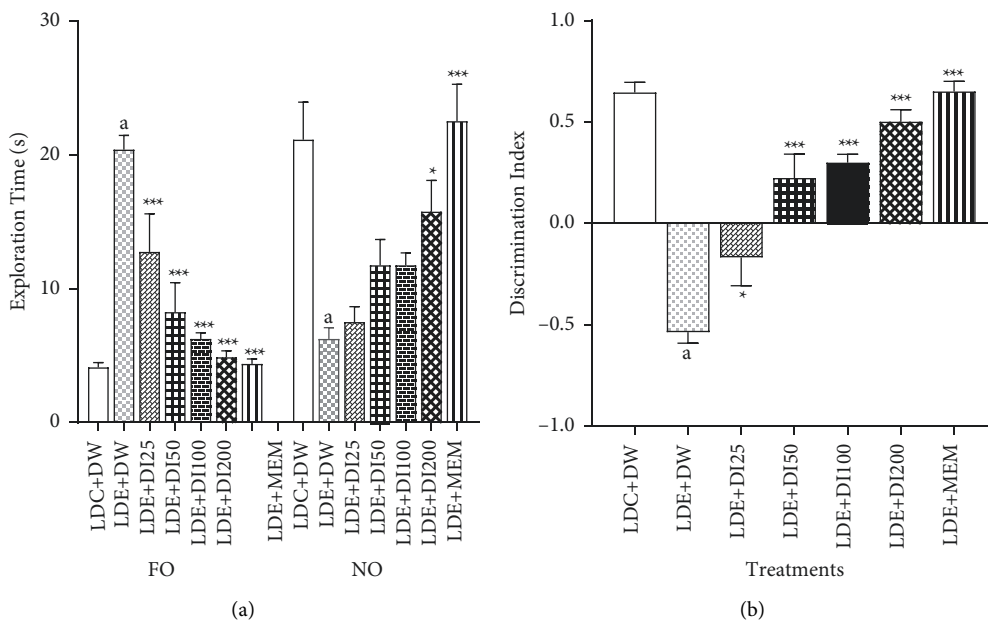 30
20
10
0
Exploration Time (s)
a
***
***
***
***
***
a
*
***
LDC+DW
LDE+DW
LDE+DI25
LDE+DI50
LDE+DI100
LDE+DI200
LDE+MEM
LDC+DW
LDE+DW
LDE+DI25
LDE+DI50
LDE+DI100
LDE+DI200
LDE+MEM
FO
NO
(a)
1.0
0.5
0.0
−0.5
−1.0
Discrimination Index
a
*
***
***
***
***
LDC+DW
LDE+DW
LDE+DI25
LDE+DI50
LDE+DI100
LDE+DI200
LDE+MEM
Treatments
(b)